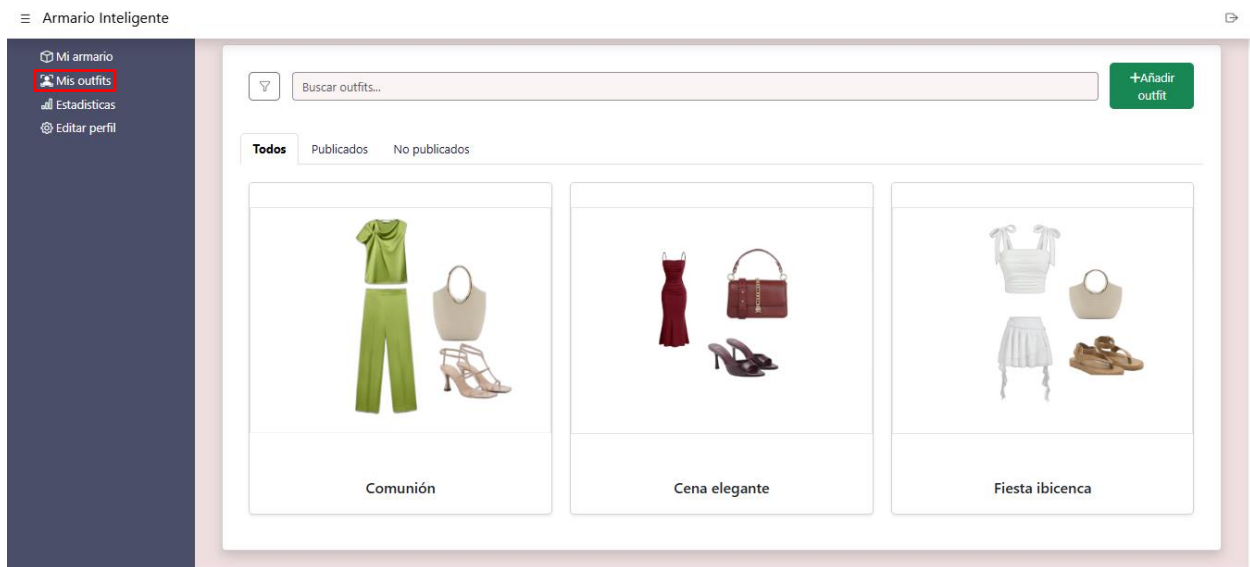 Armario Inteligente
Mi armario
Mis outfits
Estadisticas
Editar perfil
Buscar outfits...
+Añadir
outfit
Todos
Publicados
No publicados
Comunión
Cena elegante
Fiesta ibicenca